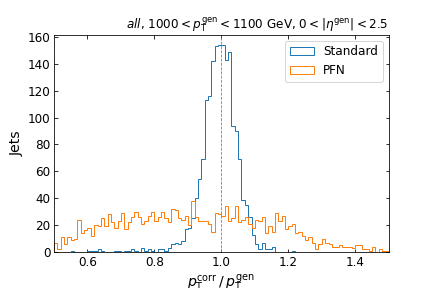 all, 1000 < p_T^gen < 1100 GeV, 0 < |η^gen| < 2.5
160
140
120
100
80
60
40
20
0
Jets
Standard
PFN
0.6 0.8 1.0 1.2 1.4
p_T^corr / p_T^gen